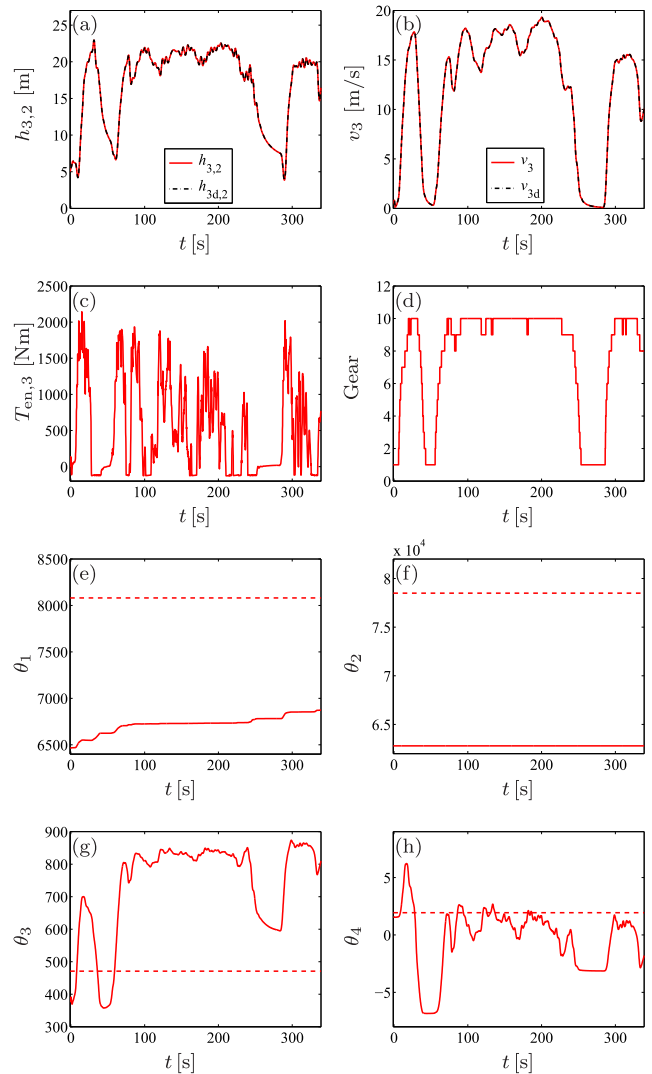 (a)
25
20
15
10
5
0
h3,2 [m]
h3,2
h3d,2
0 100 200 300
t [s]
(b)
20
15
10
5
0
v3 [m/s]
v3
v3d
0 100 200 300
t [s]
(c)
2500
2000
1500
1000
500
0
Ten,3 [Nm]
0 100 200 300
t [s]
(d)
12
10
8
6
4
2
0
Gear
0 100 200 300
t [s]
(e)
8500
8000
7500
7000
6500
θ1
0 100 200 300
t [s]
(f)
x 10^4
8
7.5
7
6.5
θ2
0 100 200 300
t [s]
(g)
900
800
700
600
500
400
300
θ3
0 100 200 300
t [s]
(h)
5
0
−5
θ4
0 100 200 300
t [s]